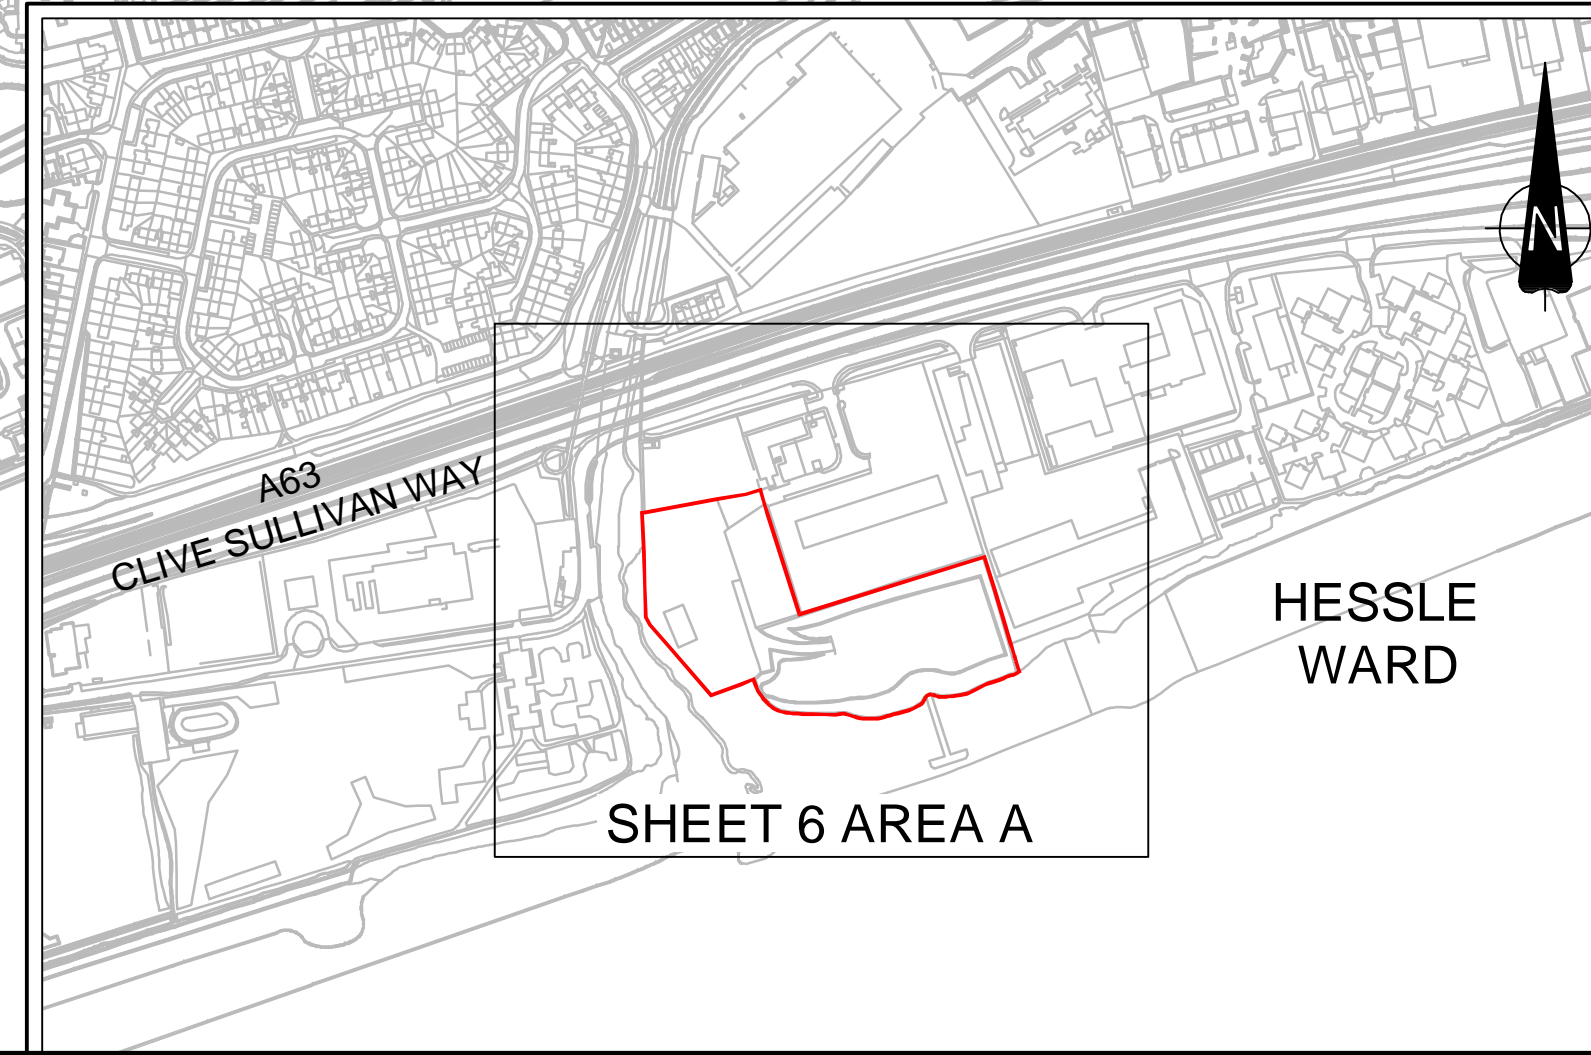 N
A63
CLIVE SULLIVAN WAY
HESSLE
WARD
SHEET 6 AREA A